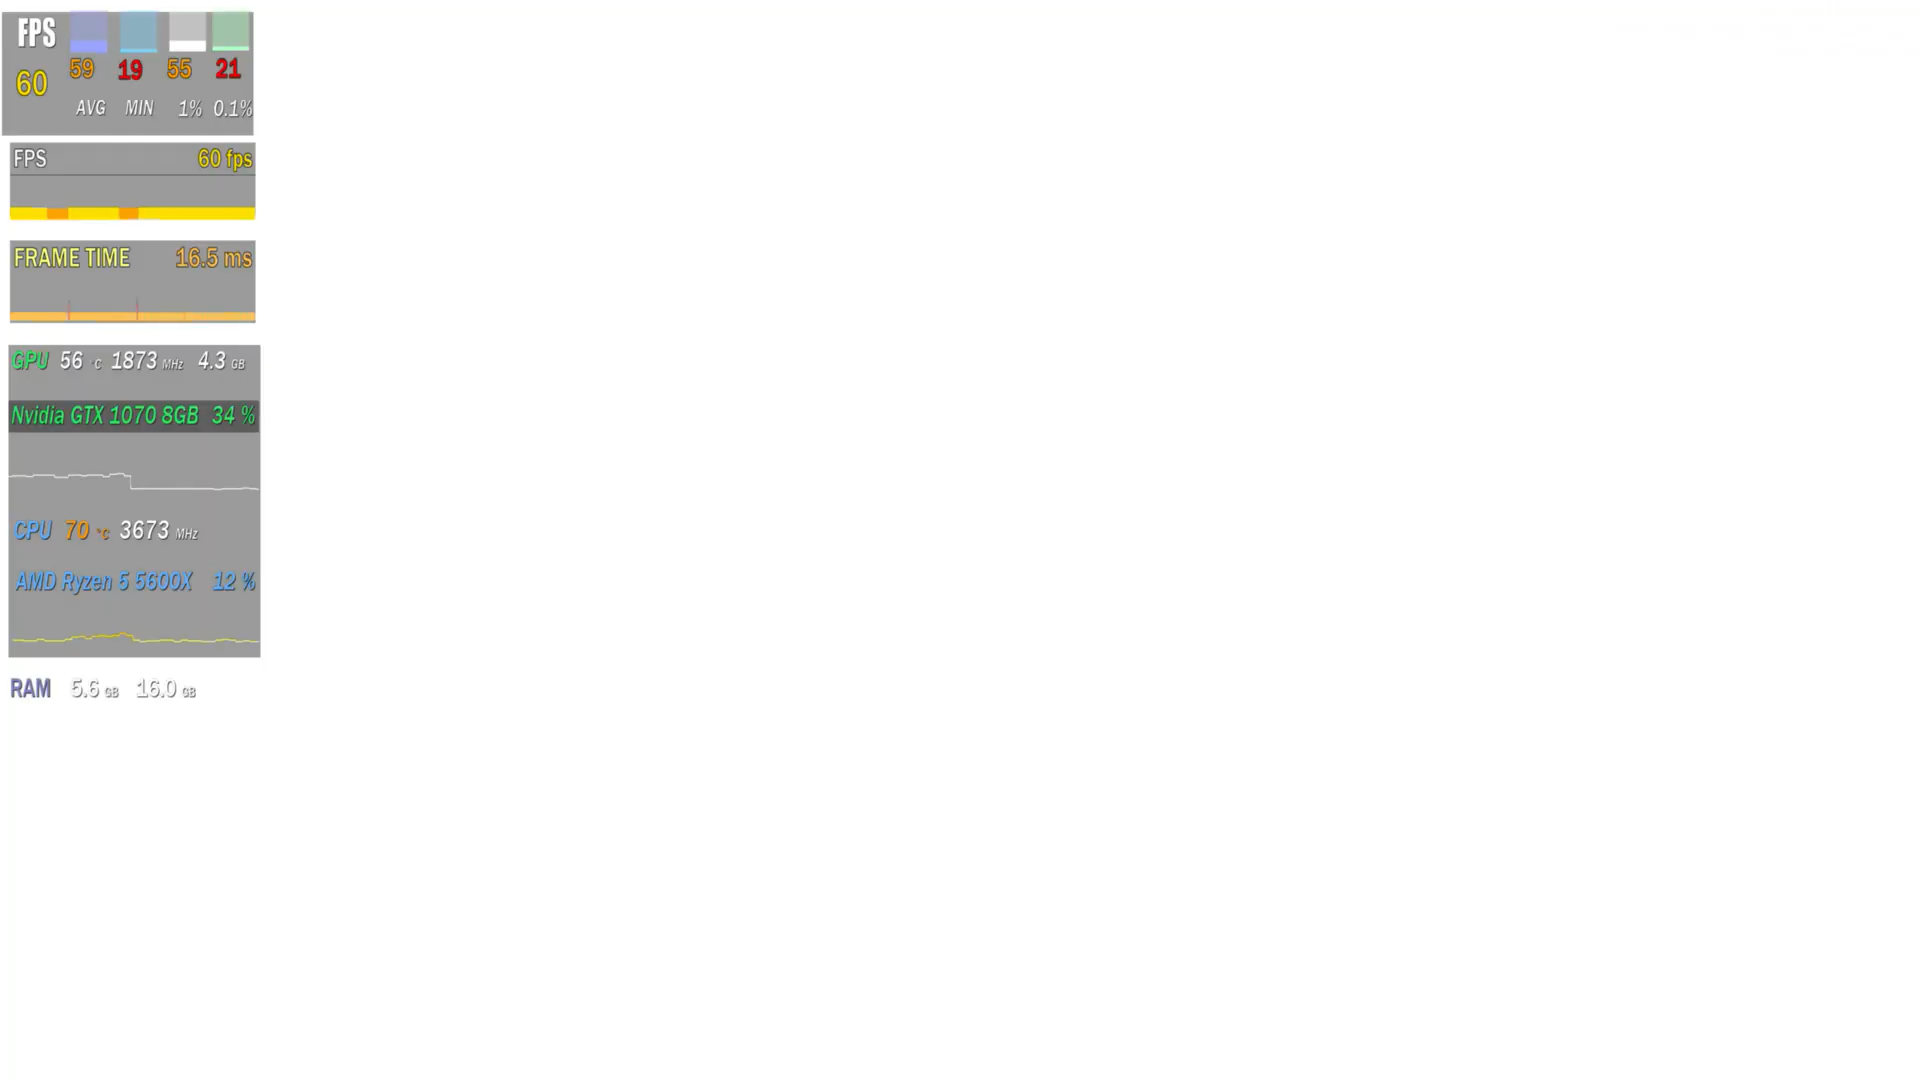 FPS
60 59 19 55 21
AVG MIN 1% 0.1%
FPS 60 fps
FRAME TIME 16.5 ms
GPU 56 °C 1873 MHz 4.3 GB
Nvidia GTX 1070 8GB 34 %
CPU 70 °C 3673 MHz
AMD Ryzen 5 5600X 12 %
RAM 5.6 GB 16.0 GB